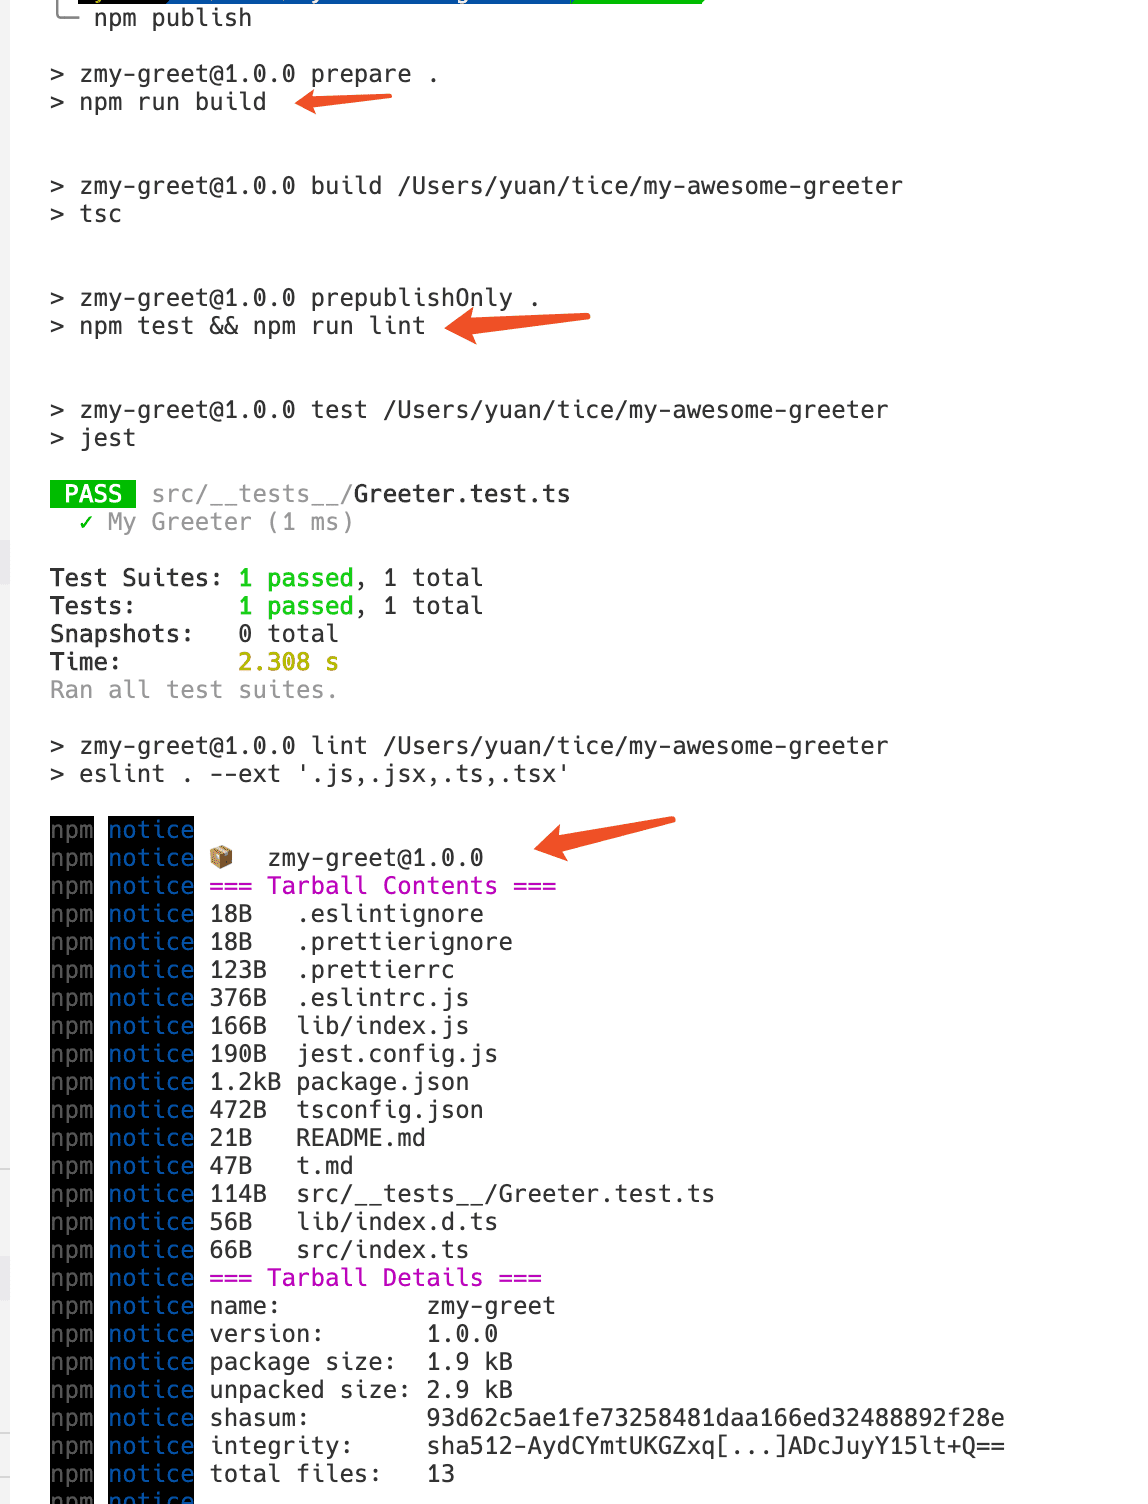 npm publish
> zmy-greet@1.0.0 prepare .
> npm run build
> zmy-greet@1.0.0 build /Users/yuan/tice/my-awesome-greeter
> tsc
> zmy-greet@1.0.0 prepublishOnly .
> npm test && npm run lint
> zmy-greet@1.0.0 test /Users/yuan/tice/my-awesome-greeter
> jest
PASS src/__tests__/Greeter.test.ts
✓ My Greeter (1 ms)
Test Suites: 1 passed, 1 total
Tests: 1 passed, 1 total
Snapshots: 0 total
Time: 2.308 s
Ran all test suites.
> zmy-greet@1.0.0 lint /Users/yuan/tice/my-awesome-greeter
> eslint . --ext '.js,.jsx,.ts,.tsx'
npm notice
npm notice 📦 zmy-greet@1.0.0
npm notice === Tarball Contents ===
npm notice 18B .eslintignore
npm notice 18B .prettierignore
npm notice 123B .prettierrc
npm notice 376B .eslintrc.js
npm notice 166B lib/index.js
npm notice 190B jest.config.js
npm notice 1.2kB package.json
npm notice 472B tsconfig.json
npm notice 21B README.md
npm notice 47B t.md
npm notice 114B src/__tests__/Greeter.test.ts
npm notice 56B lib/index.d.ts
npm notice 66B src/index.ts
npm notice === Tarball Details ===
npm notice name: zmy-greet
npm notice version: 1.0.0
npm notice package size: 1.9 kB
npm notice unpacked size: 2.9 kB
npm notice shasum: 93d62c5ae1fe73258481daa166ed32488892f28e
npm notice integrity: sha512-AydCYmtUKGZxq[...]ADcJuyY15lt+Q==
npm notice total files: 13
npm notice